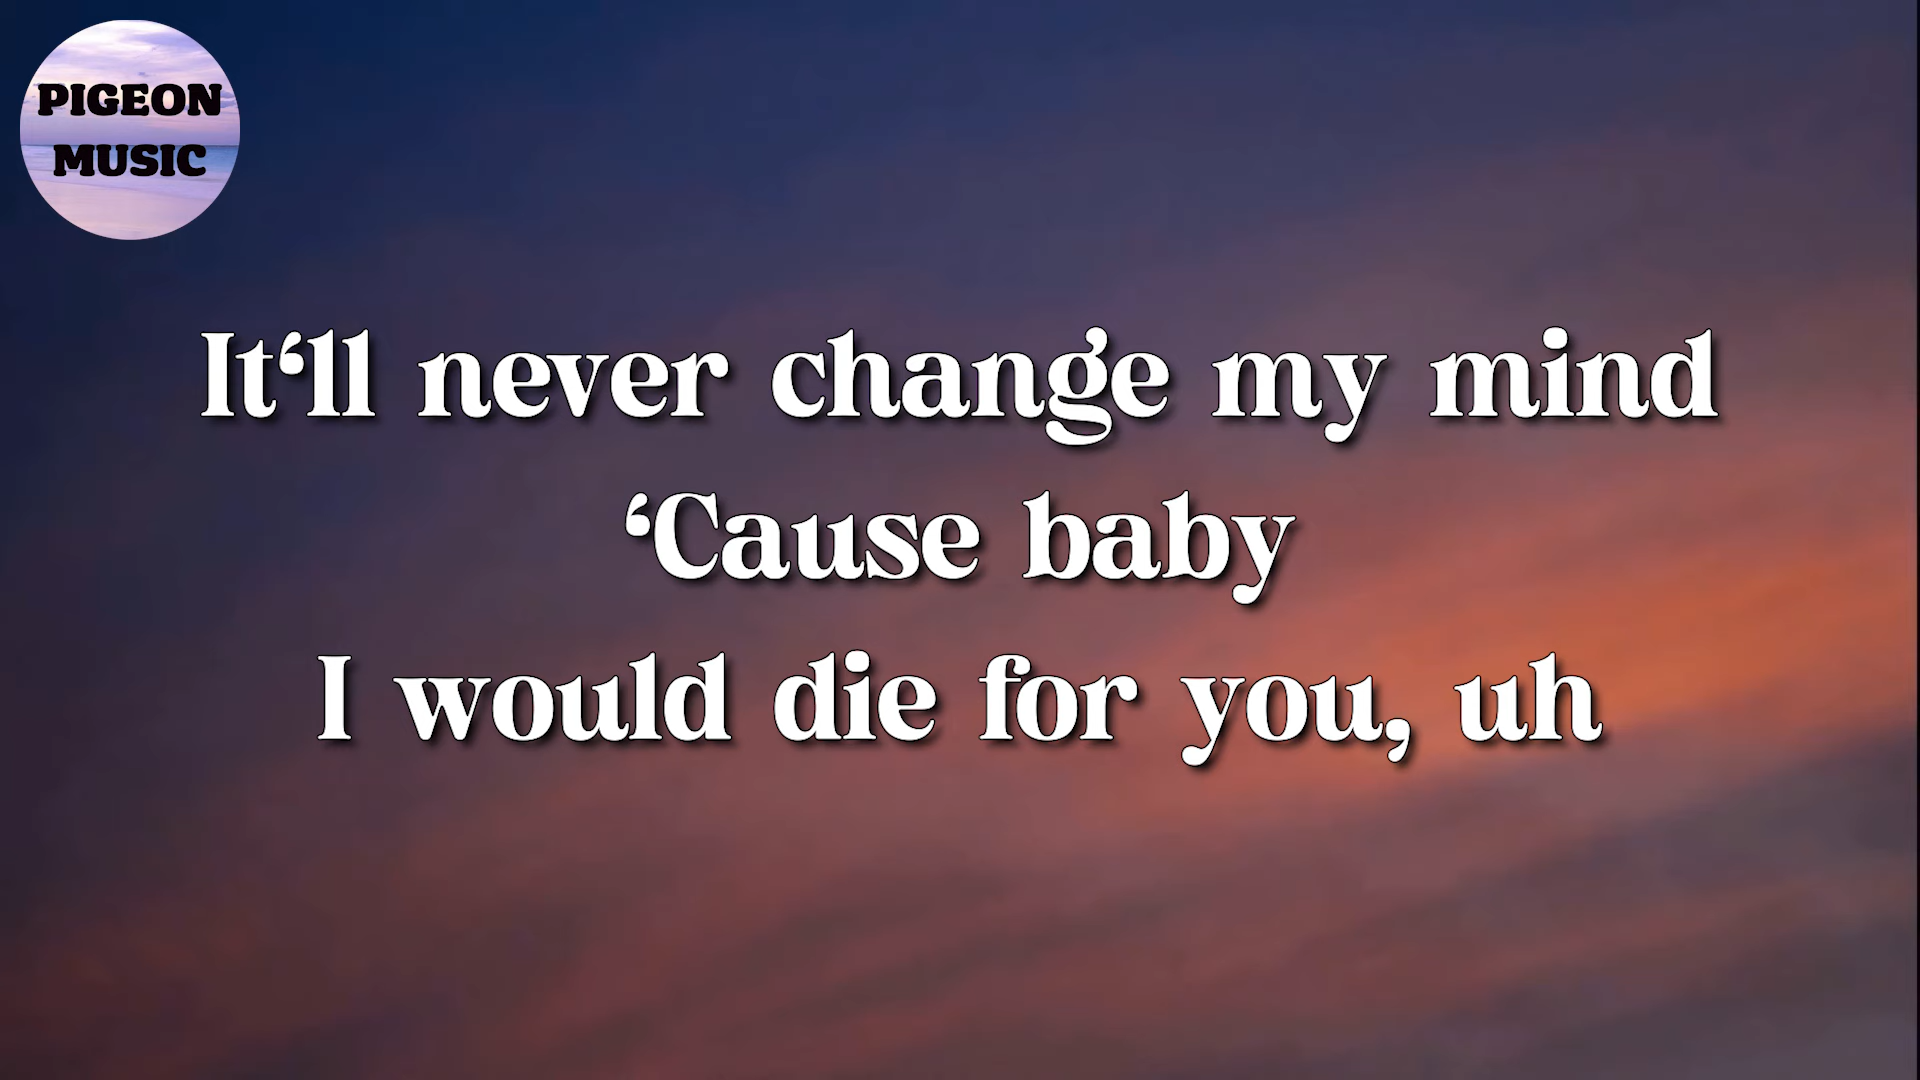 PIGEON
MUSIC
It‘ll never change my mind
‘Cause baby
I would die for you, uh